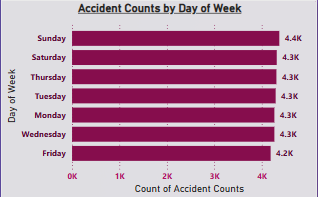 Accident Counts by Day of Week
Day of Week
Sunday 4.4K
Saturday 4.3K
Thursday 4.3K
Tuesday 4.3K
Monday 4.3K
Wednesday 4.3K
Friday 4.2K
0K 1K 2K 3K 4K
Count of Accident Counts